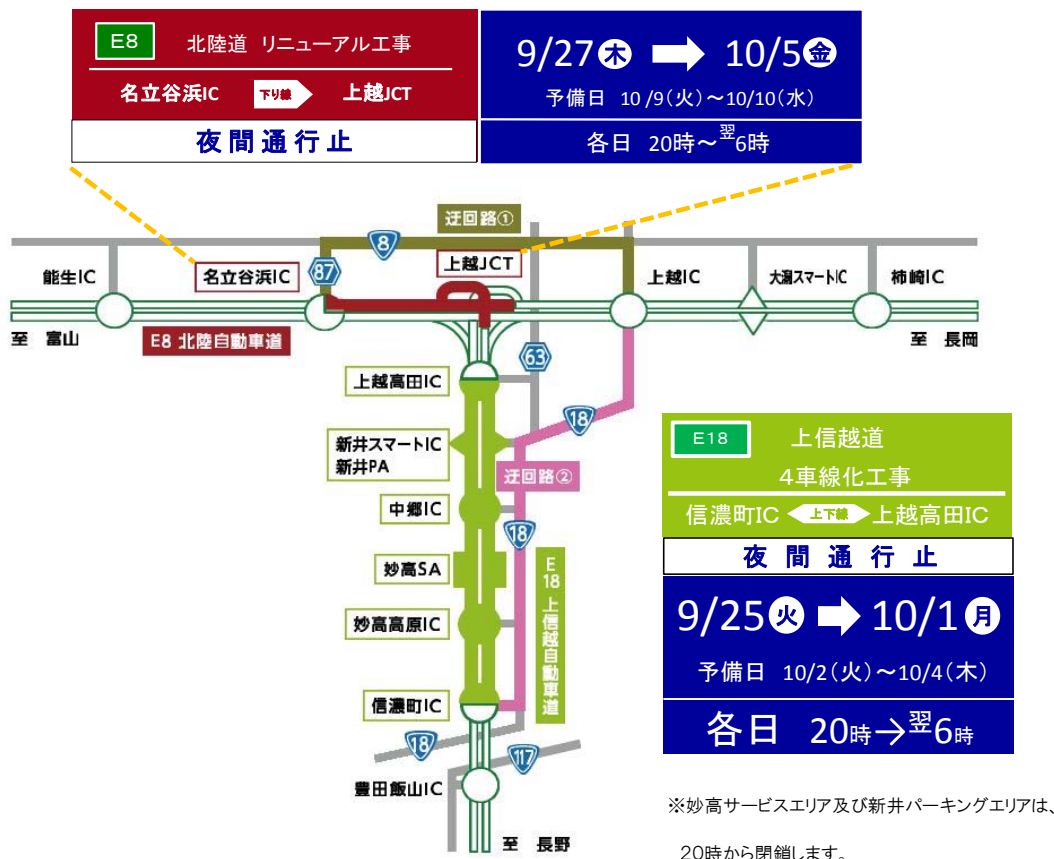 E8 北陸道 リニューアル工事
名立谷浜IC 下り線 上越JCT
夜間通行止
9/27木 ➡ 10/5金
予備日 10/9(火)～10/10(水)
各日 20時～翌6時
迂回路①
8
能生IC
名立谷浜IC
87
上越JCT
上越IC
大潟スマートIC
柿崎IC
至 富山
E8 北陸自動車道
至 長岡
63
上越高田IC
18
新井スマートIC
新井PA
迂回路②
中郷IC
18
妙高SA
E18 上信越自動車道
妙高高原IC
信濃町IC
18
117
豊田飯山IC
至 長野
E18 上信越道
4車線化工事
信濃町IC 上下線 上越高田IC
夜間通行止
9/25火 ➡ 10/1月
予備日 10/2(火)～10/4(木)
各日 20時→翌6時
※妙高サービスエリア及び新井パーキングエリアは、
20時から閉鎖します。